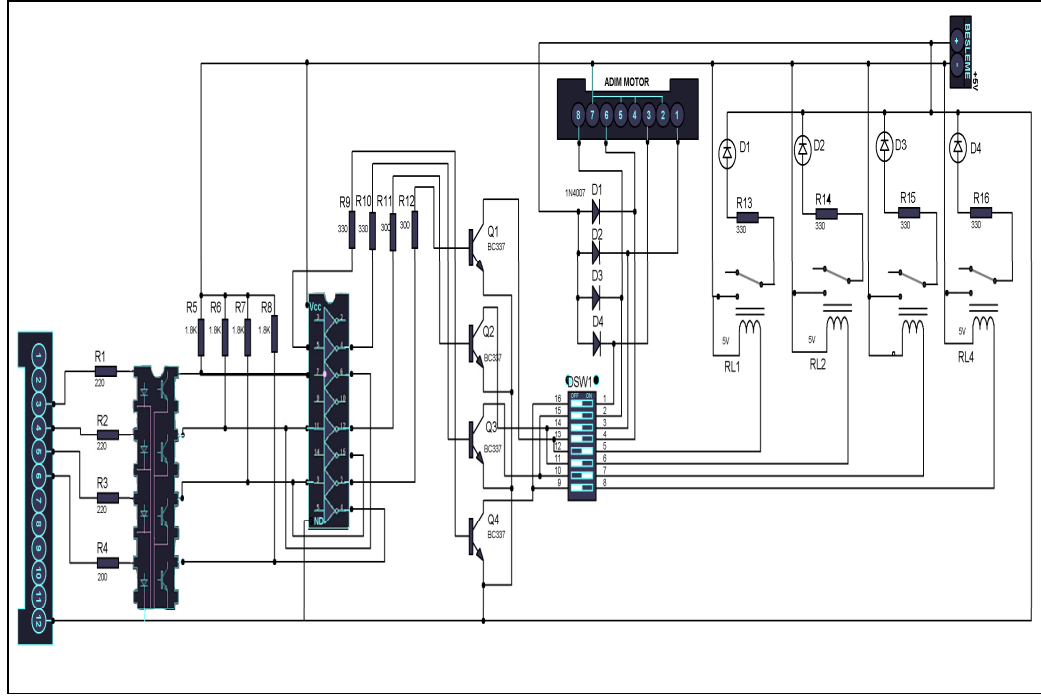 BESLEME
+
-
+5V
ADIM MOTOR
8 7 6 5 4 3 2 1
R9
330
R10
330
R11
300
R12
300
1N4007
D1
D2
D3
D4
D1
D2
D3
D4
R13
330
R14
330
R15
330
R16
330
Q1
BC337
Q2
BC337
Q3
BC337
Q4
BC337
R5
1.8K
R6
1.8K
R7
1.8K
R8
1.8K
Vcc
ND
5V
RL1
5V
RL2
5V
RL4
DSW1
OFF ON
16 1
15 2
14 3
13 4
12 5
11 6
10 7
9 8
1
2
3
4
5
6
7
8
9
10
11
12
R1
220
R2
220
R3
220
R4
200